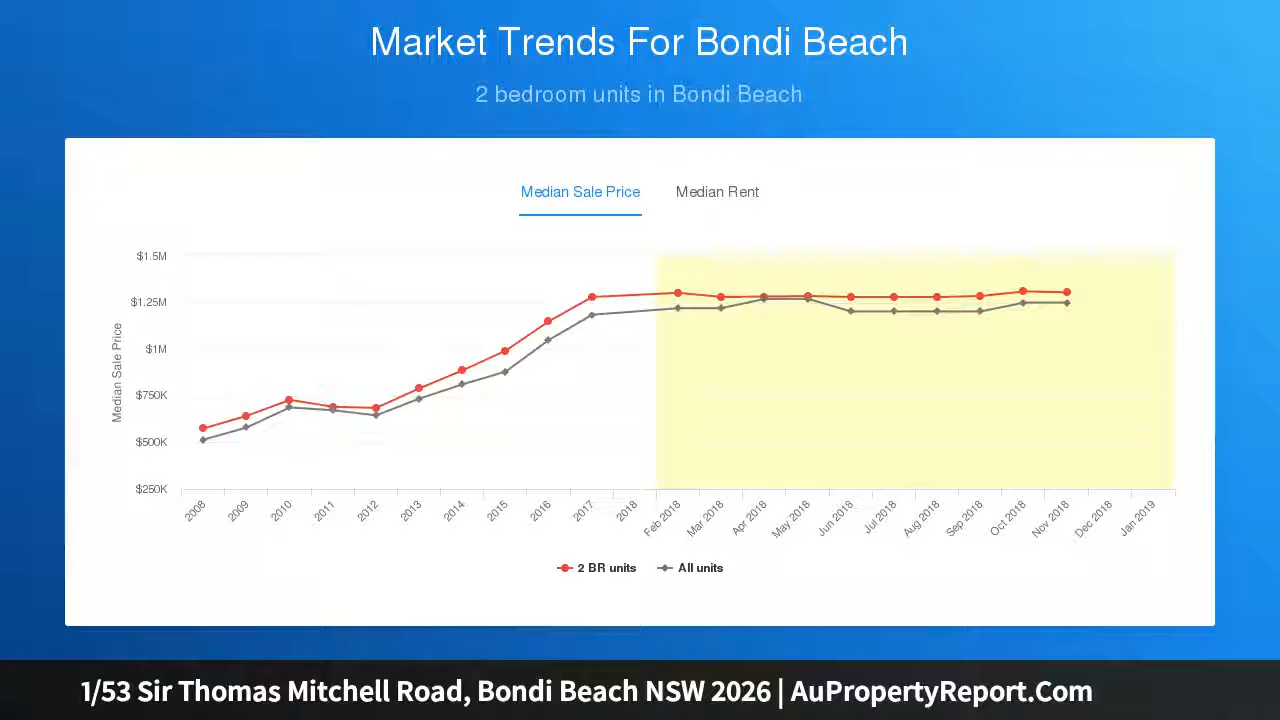 Market Trends For Bondi Beach
2 bedroom units in Bondi Beach
Median Sale Price Median Rent
$1.5M
$1.25M
$1M
$750K
$500K
$250K
Median Sale Price
2008 2009 2010 2011 2012 2013 2014 2015 2016 2017 2018 Feb 2018 Mar 2018 Apr 2018 May 2018 Jun 2018 Jul 2018 Aug 2018 Sep 2018 Oct 2018 Nov 2018 Dec 2018 Jan 2019
2 BR units All units
1/53 Sir Thomas Mitchell Road, Bondi Beach NSW 2026 | AuPropertyReport.Com